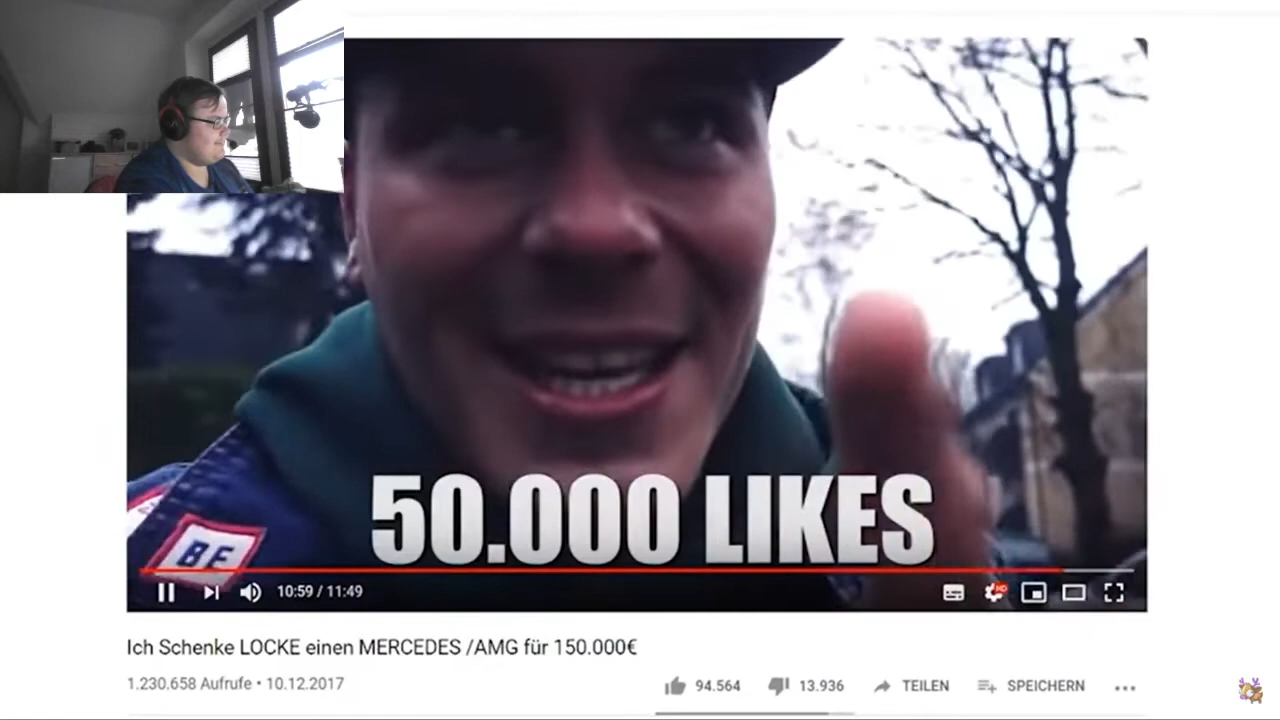 BE
50.000 LIKES
10:59 / 11:49
HD
Ich Schenke LOCKE einen MERCEDES /AMG für 150.000€
1.230.658 Aufrufe • 10.12.2017
94.564
13.936
TEILEN
SPEICHERN